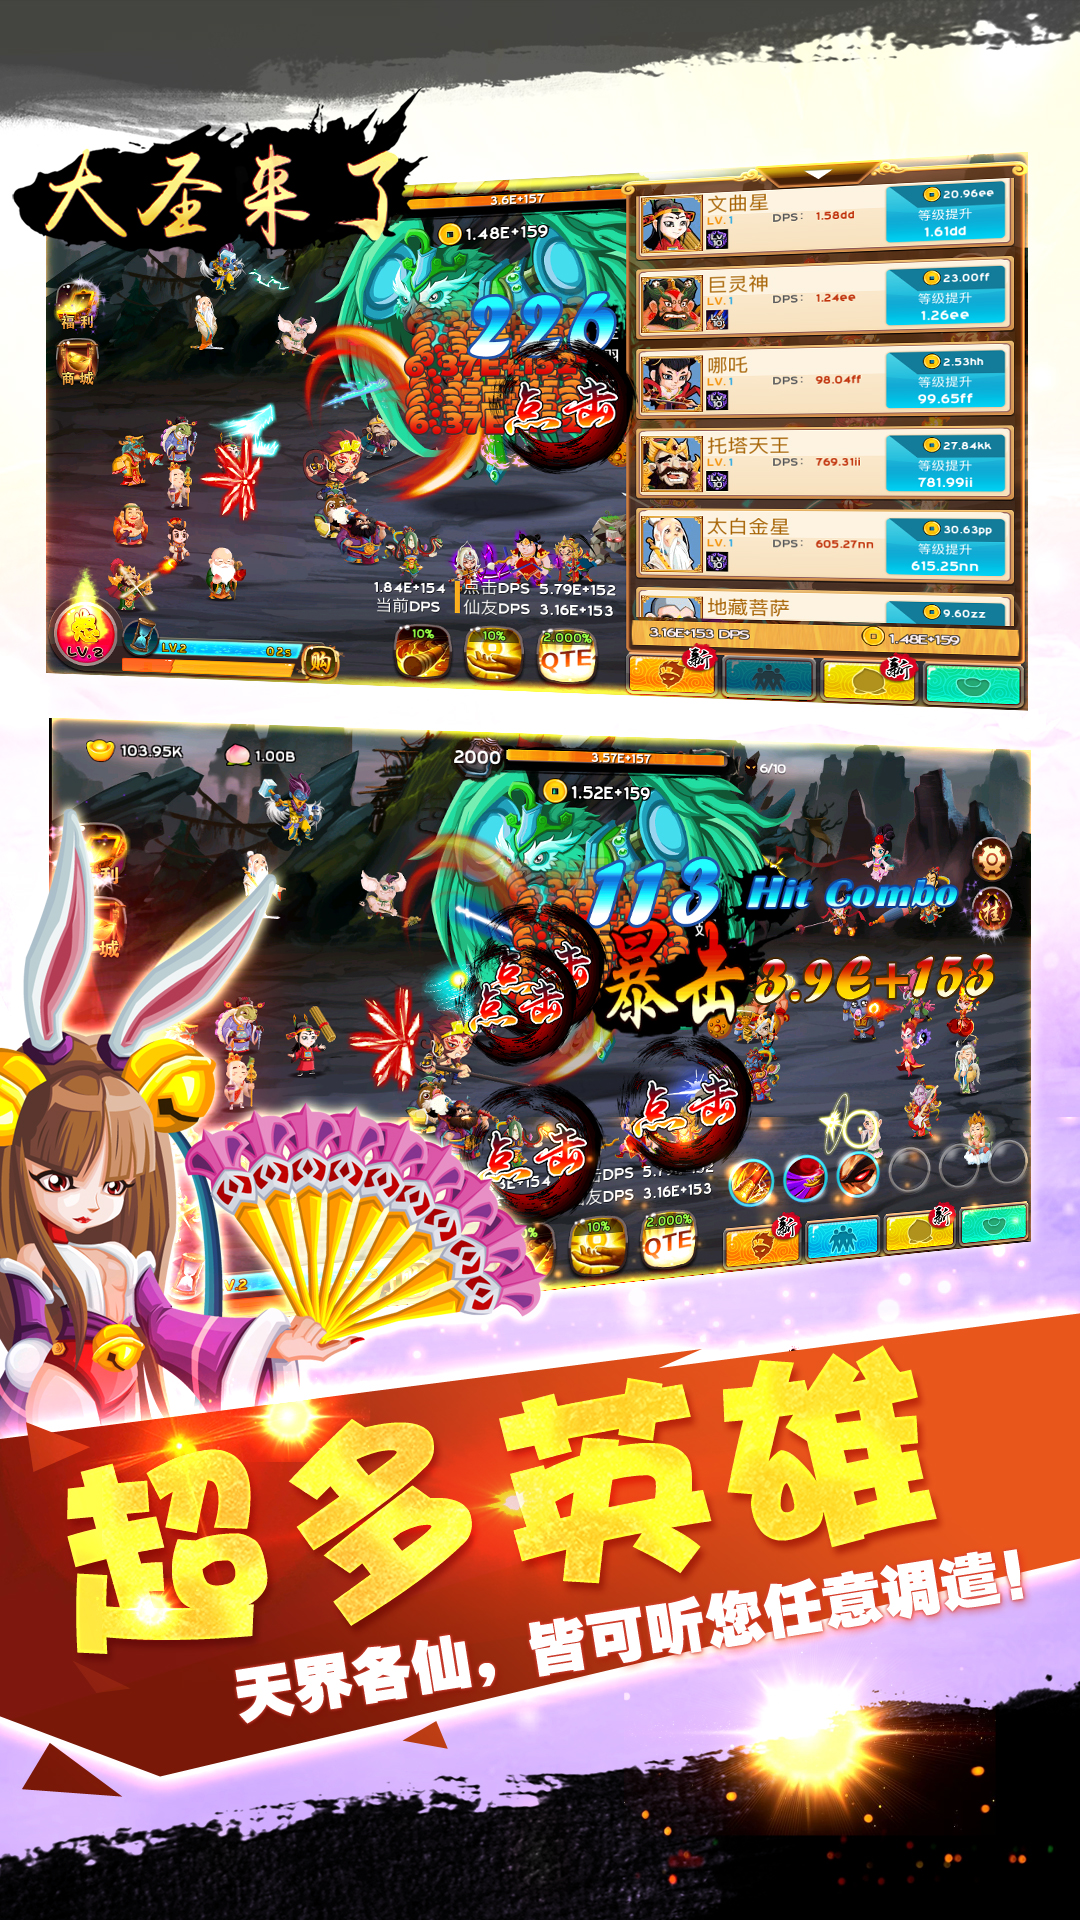 大圣来了
3.6E+157
1.48E+159
福利
商城
226
点击
文曲星
LV.1
DPS: 1.58dd
20.96ee
等级提升
1.61dd
巨灵神
LV.1
DPS: 1.24ee
23.00ff
等级提升
1.26ee
哪吒
LV.1
DPS: 98.04ff
2.53hh
等级提升
99.65ff
托塔天王
LV.1
DPS: 769.31ii
27.84kk
等级提升
781.99ii
太白金星
LV.1
DPS: 605.27nn
30.63pp
等级提升
615.25nn
地藏菩萨
9.60zz
3.16E+153 DPS
1.48E+159
新
新
1.84E+154
当前DPS
点击DPS 5.79E+152
仙友DPS 3.16E+153
LV.2
LV.2
02s
购
10%
10%
2.000%
QTE
103.95K
1.00B
2000
3.57E+157
6/10
1.52E+159
利
城
113 Hit Combo
暴击 3.9E+153
点击
点击
点击
点击
友DPS 3.16E+153
V.2
10%
2.000%
QTE
新
新
超多英雄
天界各仙，皆可听您任意调遣！